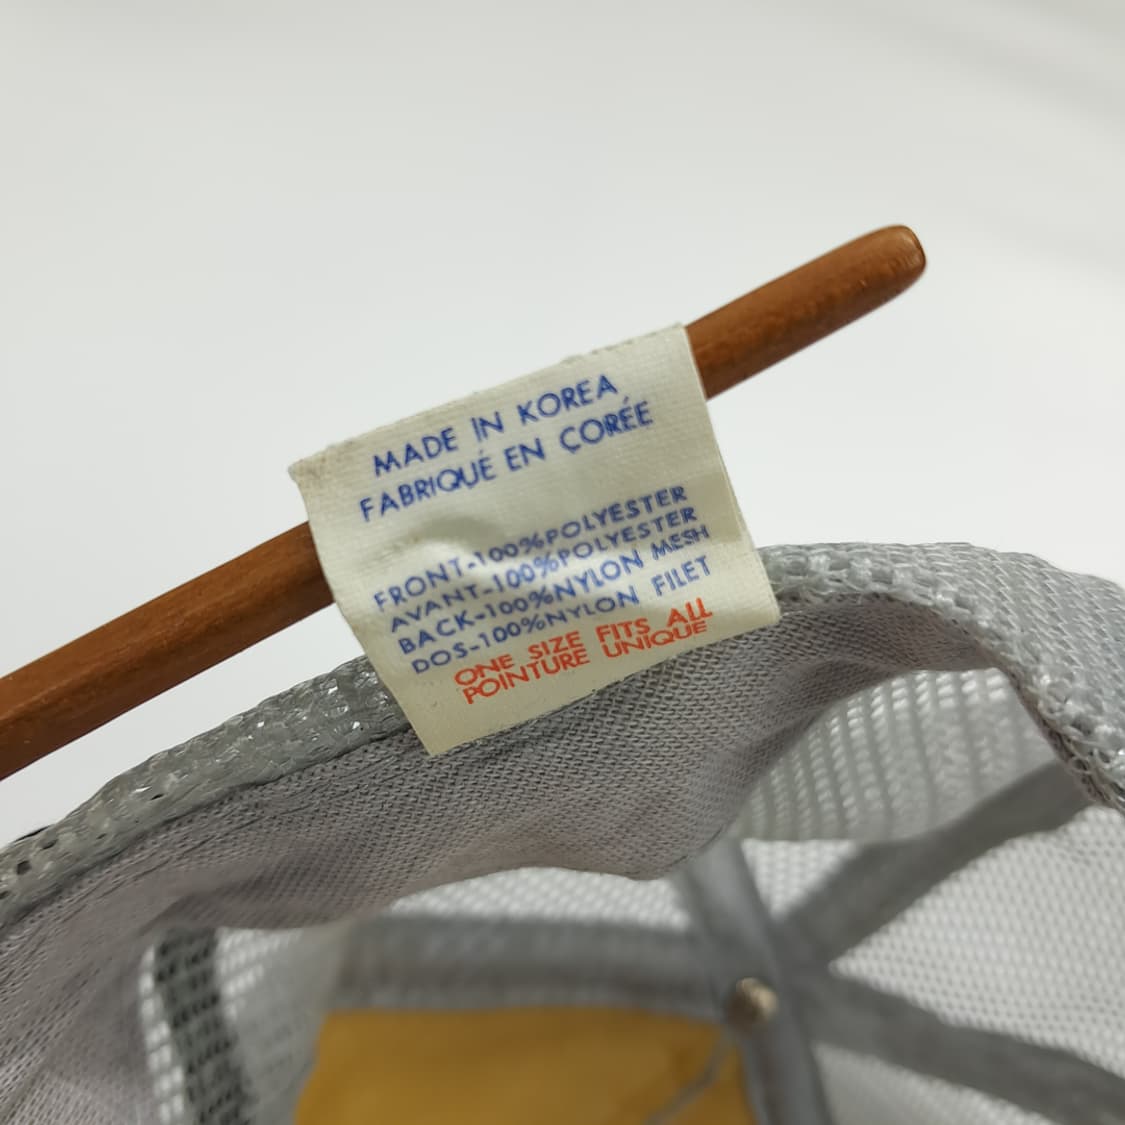 MADE IN KOREA
FABRIQUÉ EN CORÉE
FRONT-100%POLYESTER
AVANT-100%POLYESTER
BACK-100%NYLON MESH
DOS-100%NYLON FILET
ONE SIZE FITS ALL
POINTURE UNIQUE